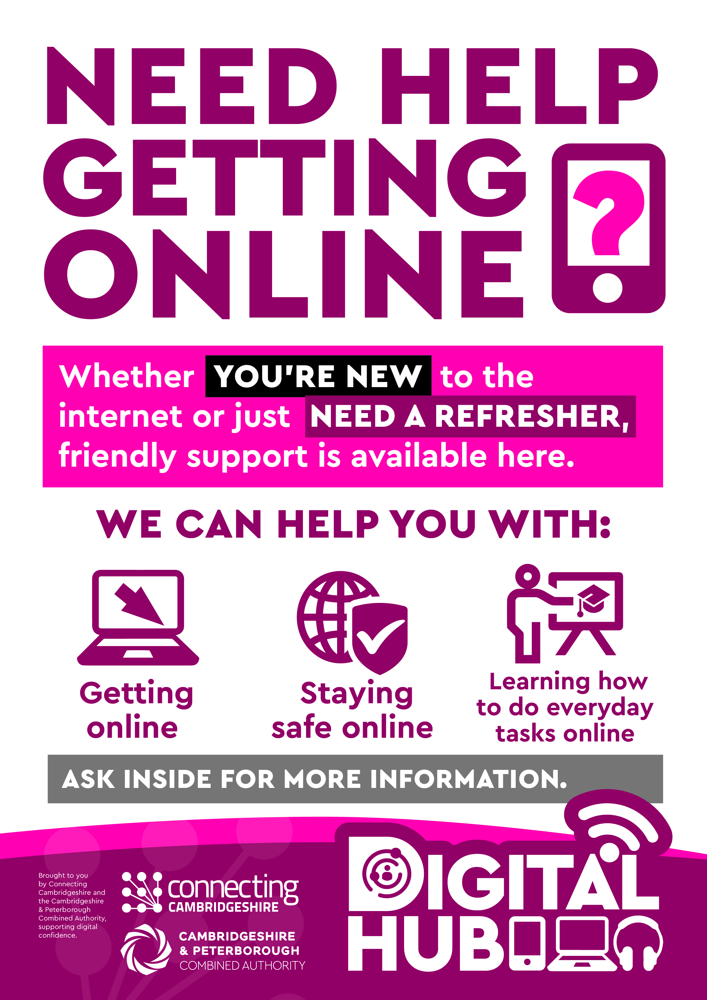 NEED HELP
GETTING
ONLINE ?
Whether YOU'RE NEW to the
internet or just NEED A REFRESHER,
friendly support is available here.
WE CAN HELP YOU WITH:
Getting
online
Staying
safe online
Learning how
to do everyday
tasks online
ASK INSIDE FOR MORE INFORMATION.
Brought to you
by Connecting
Cambridgeshire and
the Cambridgeshire
& Peterborough
Combined Authority,
supporting digital
confidence.
connecting
CAMBRIDGESHIRE
CAMBRIDGESHIRE
& PETERBOROUGH
COMBINED AUTHORITY
DIGITAL
HUB